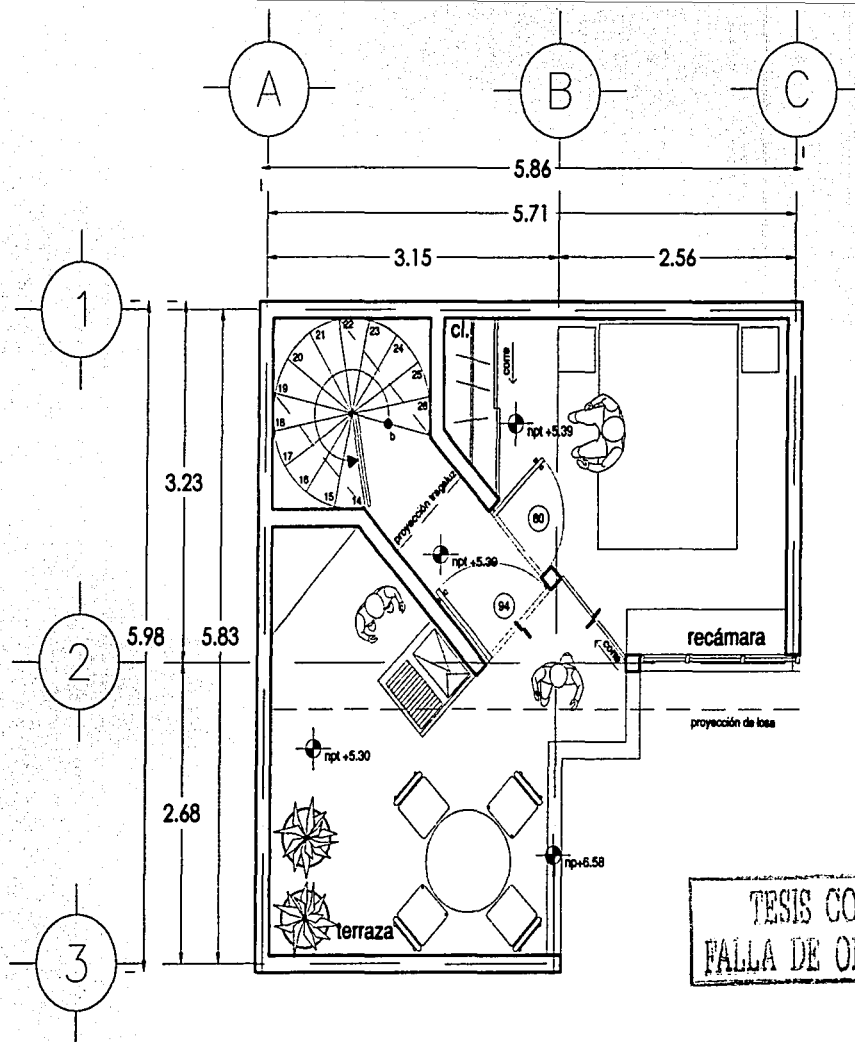 A
B
C
5.86
5.71
3.15
2.56
1
22
23
21
24
20
25
19
26
18
b
17
16
15
14
cl.
corre
npt +5.39
3.23
proyección tragaluz
60
npt +5.39
94
5.98
5.83
corre
recámara
2
proyección de losa
npt +5.30
2.68
np+6.58
terraza
3
TESIS CO
FALLA DE O